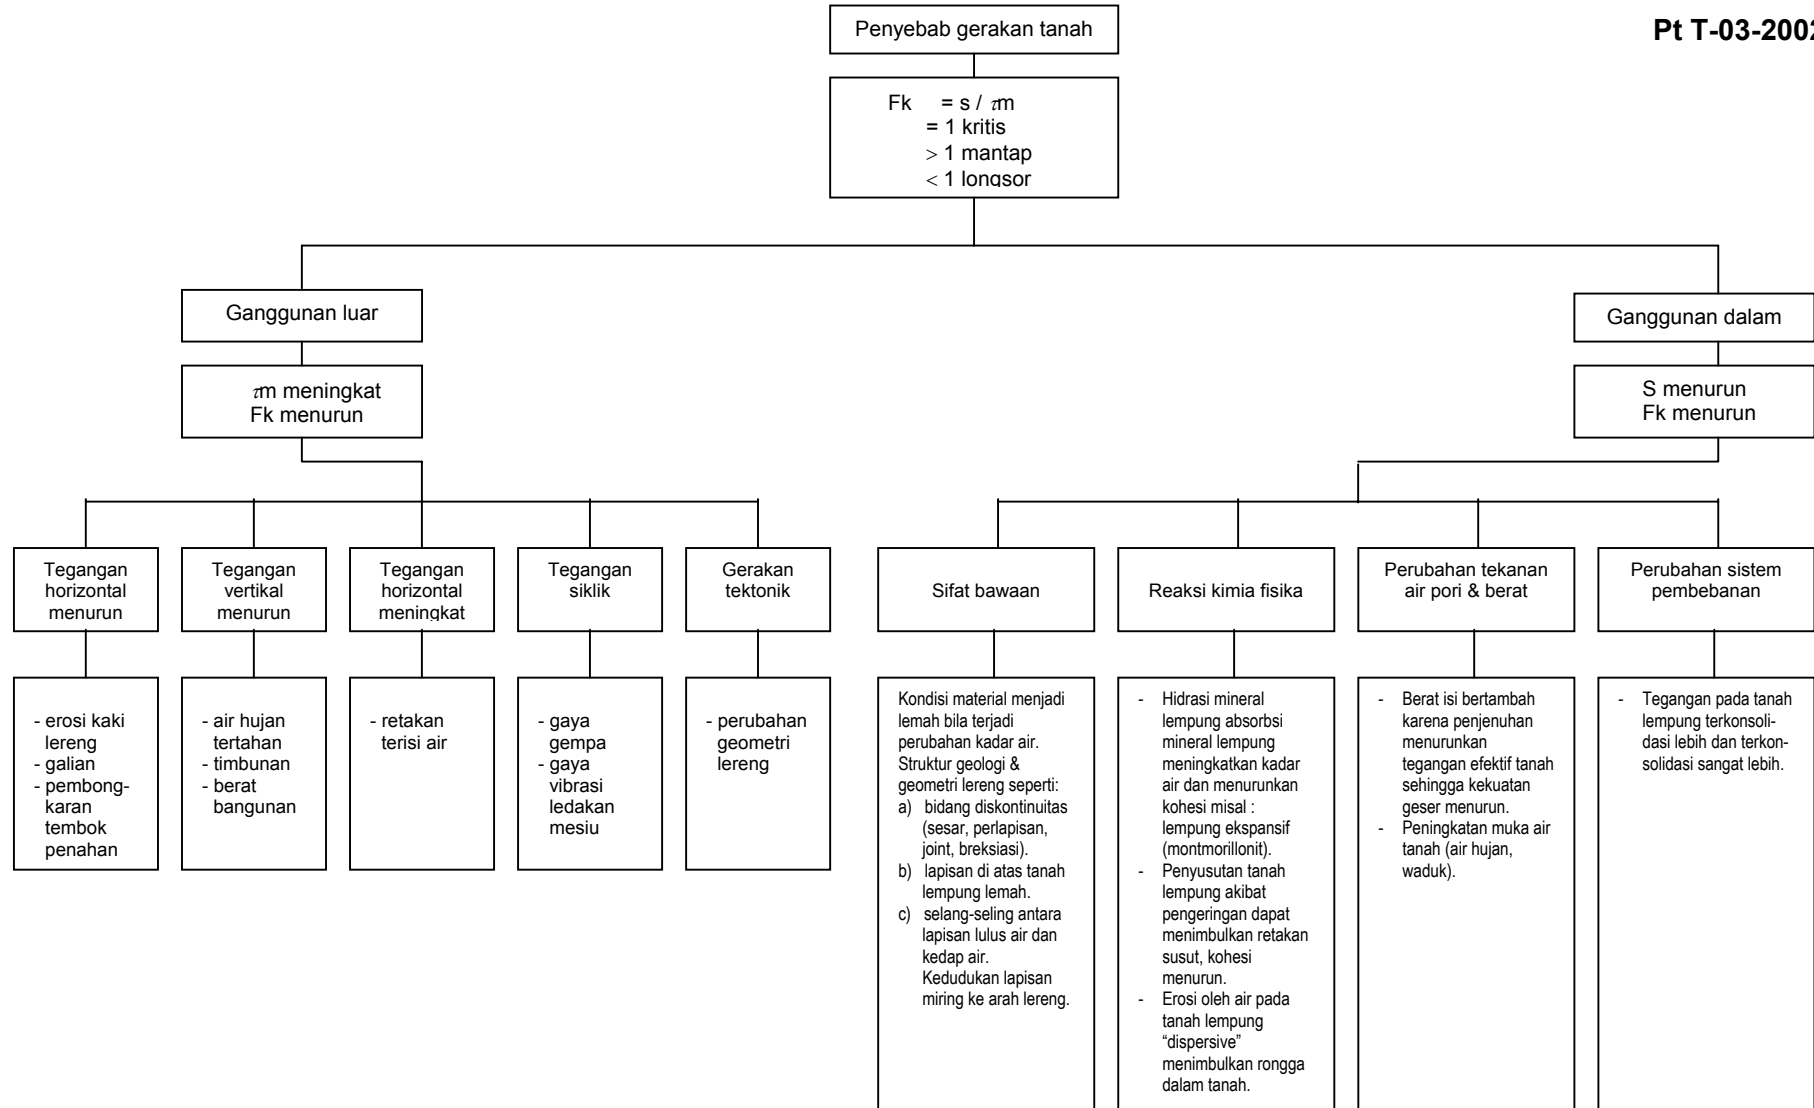 Penyebab gerakan tanah
Pt T-03-2002
Fk = s / τm
= 1 kritis
> 1 mantap
< 1 longsor
Ganggunan luar
Ganggunan dalam
τm meningkat
Fk menurun
S menurun
Fk menurun
Tegangan
horizontal
menurun
Tegangan
vertikal
menurun
Tegangan
horizontal
meningkat
Tegangan
siklik
Gerakan
tektonik
Sifat bawaan
Reaksi kimia fisika
Perubahan tekanan
air pori & berat
Perubahan sistem
pembebanan
- erosi kaki
lereng
- galian
- pembong-
karan
tembok
penahan
- air hujan
tertahan
- timbunan
- berat
bangunan
- retakan
terisi air
- gaya
gempa
- gaya
vibrasi
ledakan
mesiu
- perubahan
geometri
lereng
Kondisi material menjadi
lemah bila terjadi
perubahan kadar air.
Struktur geologi &
geometri lereng seperti:
a) bidang diskontinuitas
(sesar, perlapisan,
joint, breksiasi).
b) lapisan di atas tanah
lempung lemah.
c) selang-seling antara
lapisan lulus air dan
kedap air.
Kedudukan lapisan
miring ke arah lereng.
- Hidrasi mineral
lempung absorbsi
mineral lempung
meningkatkan kadar
air dan menurunkan
kohesi misal :
lempung ekspansif
(montmorillonit).
- Penyusutan tanah
lempung akibat
pengeringan dapat
menimbulkan retakan
susut, kohesi
menurun.
- Erosi oleh air pada
tanah lempung
“dispersive”
menimbulkan rongga
dalam tanah.
- Berat isi bertambah
karena penjenuhan
menurunkan
tegangan efektif tanah
sehingga kekuatan
geser menurun.
- Peningkatan muka air
tanah (air hujan,
waduk).
- Tegangan pada tanah
lempung terkonsoli-
dasi lebih dan terkon-
solidasi sangat lebih.